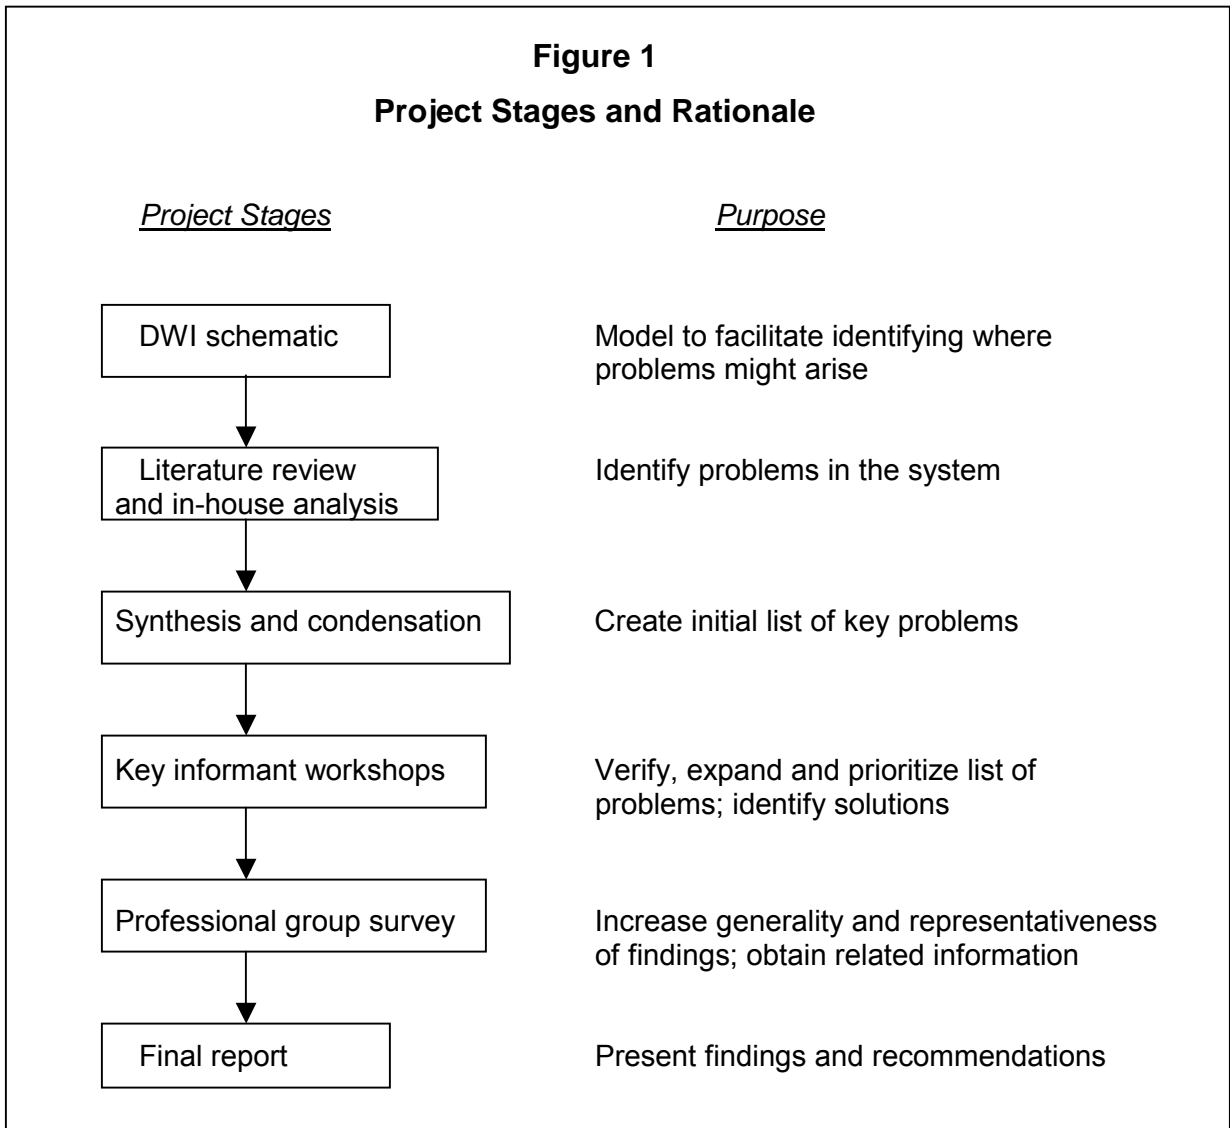 Figure 1
Project Stages and Rationale
Project Stages
Purpose
DWI schematic
Model to facilitate identifying where
problems might arise
Literature review
and in-house analysis
Identify problems in the system
Synthesis and condensation
Create initial list of key problems
Key informant workshops
Verify, expand and prioritize list of
problems; identify solutions
Professional group survey
Increase generality and representativeness
of findings; obtain related information
Final report
Present findings and recommendations